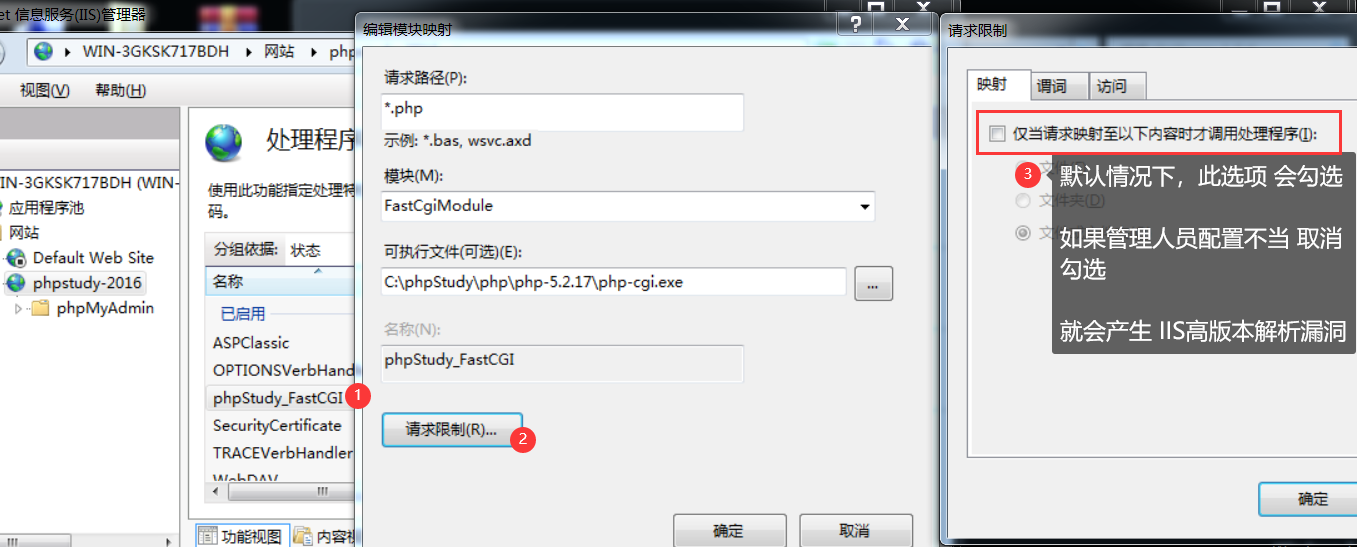 et 信息服务(IIS)管理器
WIN-3GKSK717BDH
网站
php
视图(V)
帮助(H)
IN-3GKSK717BDH (WIN-
应用程序池
网站
Default Web Site
phpstudy-2016
phpMyAdmin
处理程序
使用此功能指定处理特
码。
分组依据:
状态
名称
已启用
ASPClassic
OPTIONSVerbHand
phpStudy_FastCGI
1
SecurityCertificate
TRACEVerbHandler
WebDAV
功能视图
内容视
编辑模块映射
请求路径(P):
*.php
示例: *.bas, wsvc.axd
模块(M):
FastCgiModule
可执行文件(可选)(E):
C:\phpStudy\php\php-5.2.17\php-cgi.exe
...
名称(N):
phpStudy_FastCGI
请求限制(R)...
2
确定
取消
请求限制
映射
谓词
访问
仅当请求映射至以下内容时才调用处理程序(I):
文件夹(D)
3
默认情况下，此选项 会勾选
如果管理人员配置不当 取消
勾选
就会产生 IIS高版本解析漏洞
确定